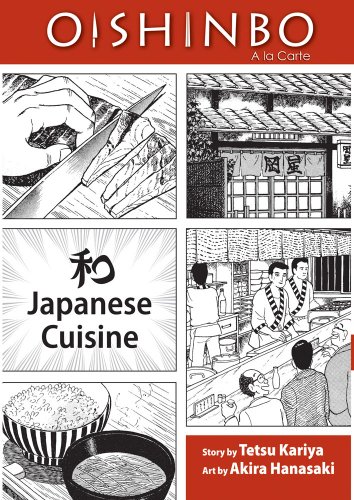 OISHINBO
A la Carte
岡星
和
Japanese
Cuisine
Story by Tetsu Kariya
Art by Akira Hanasaki